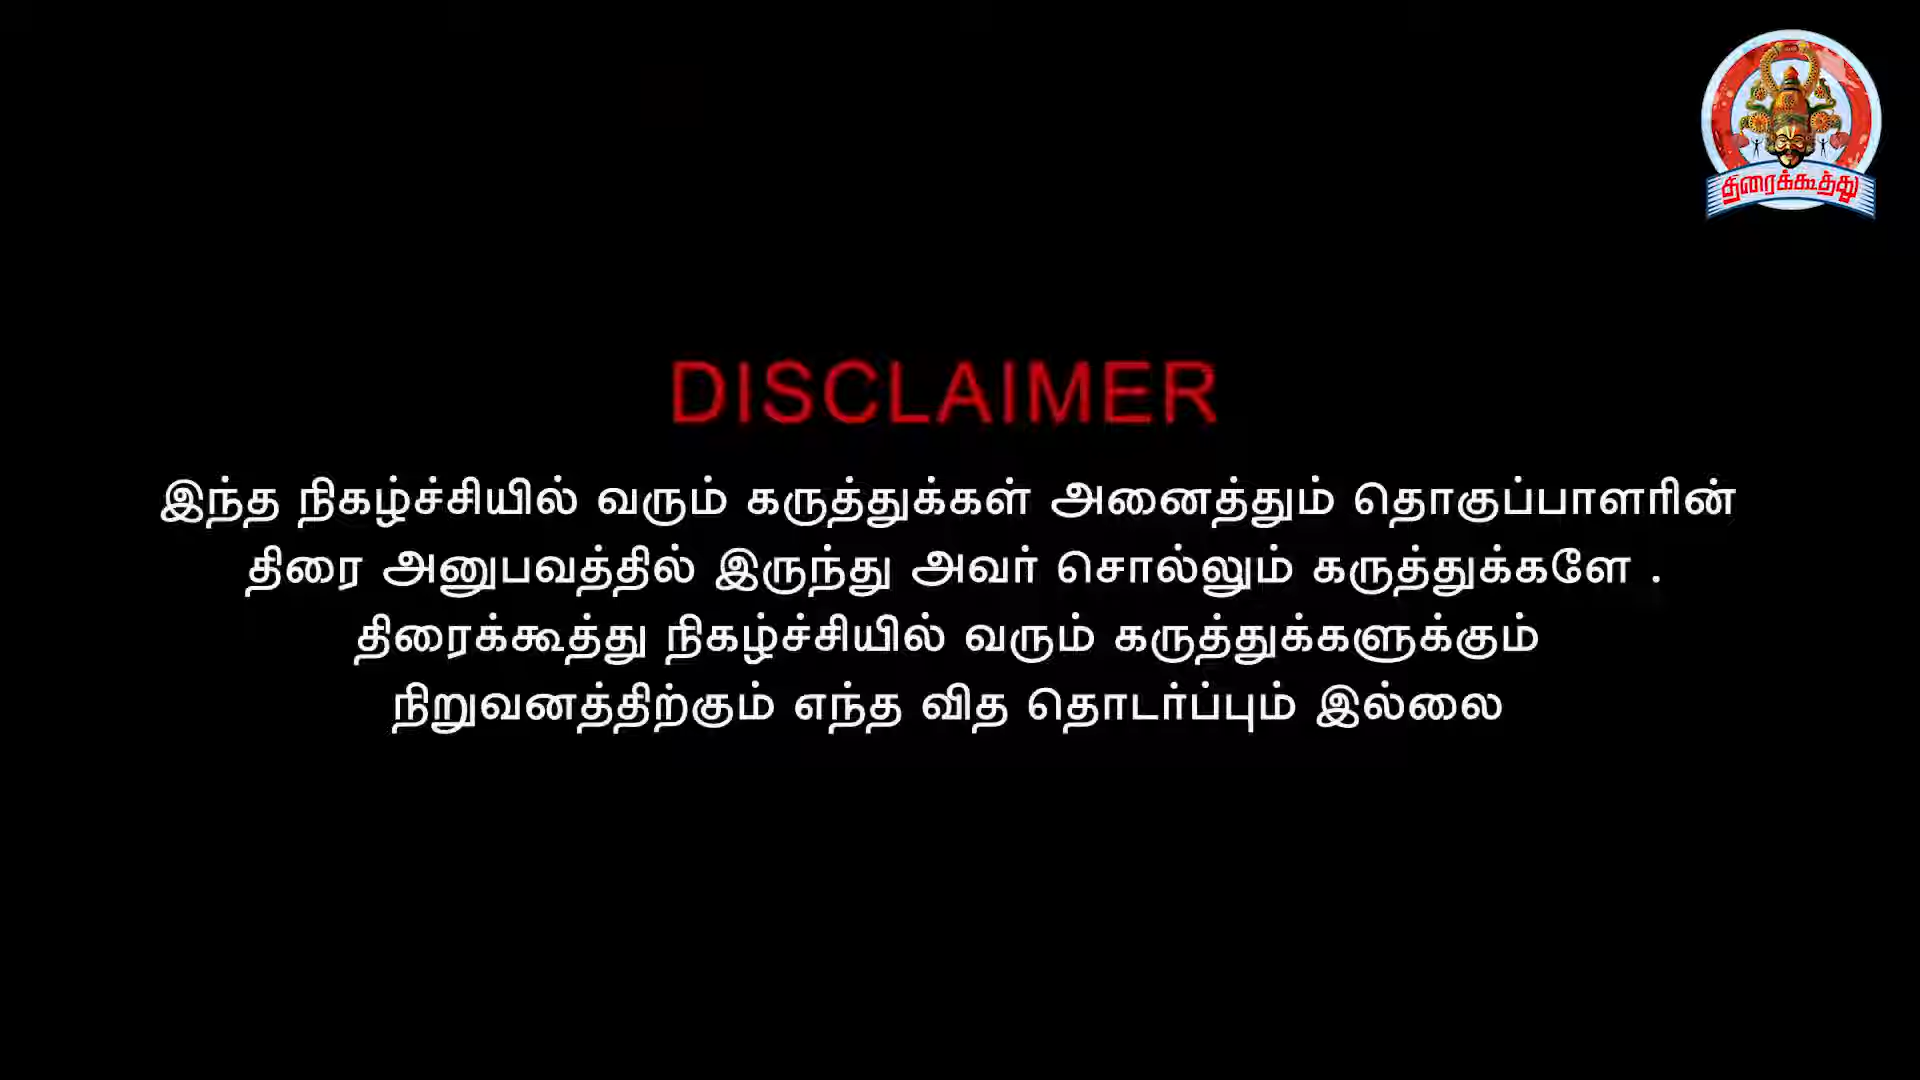 திரைக்கூத்து
DISCLAIMER
இந்த நிகழ்ச்சியில் வரும் கருத்துக்கள் அனைத்தும் தொகுப்பாளரின்
திரை அனுபவத்தில் இருந்து அவர் சொல்லும் கருத்துக்களே .
திரைக்கூத்து நிகழ்ச்சியில் வரும் கருத்துக்களுக்கும்
நிறுவனத்திற்கும் எந்த வித தொடர்ப்பும் இல்லை